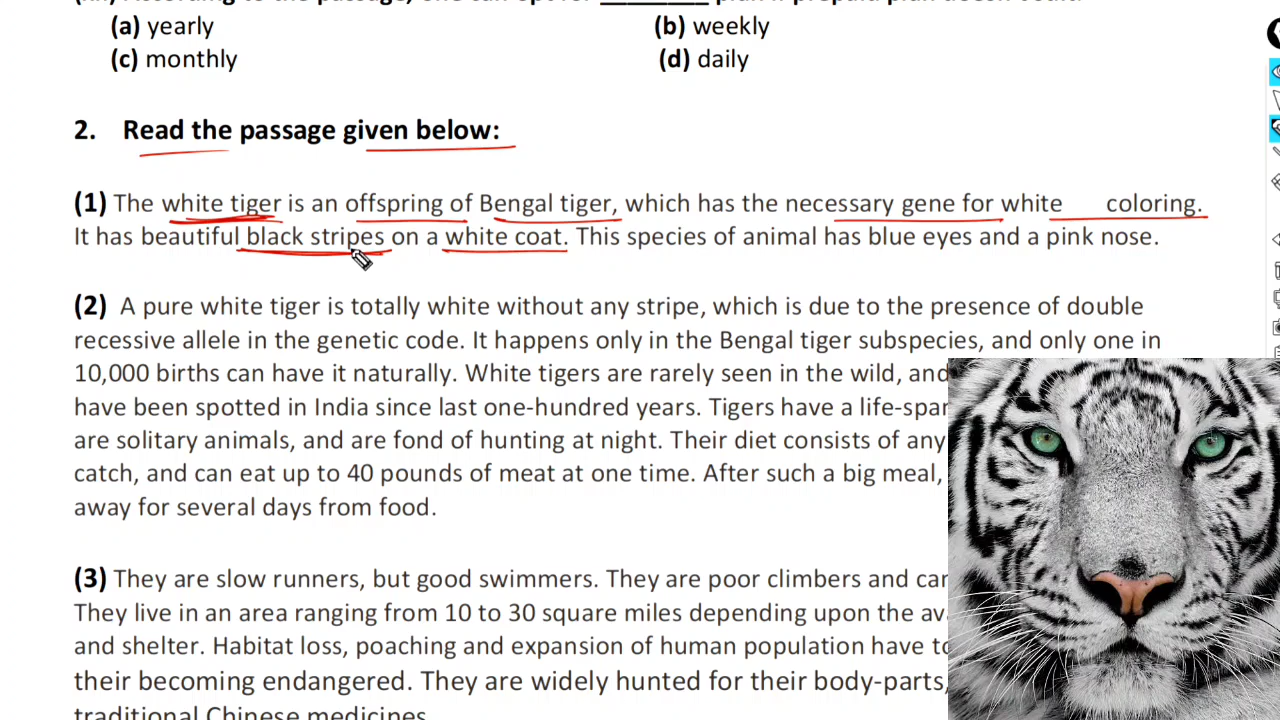 (a) yearly (b) weekly
(c) monthly (d) daily
2. Read the passage given below:
(1) The white tiger is an offspring of Bengal tiger, which has the necessary gene for white coloring.
It has beautiful black stripes on a white coat. This species of animal has blue eyes and a pink nose.
(2) A pure white tiger is totally white without any stripe, which is due to the presence of double
recessive allele in the genetic code. It happens only in the Bengal tiger subspecies, and only one in
10,000 births can have it naturally. White tigers are rarely seen in the wild, and
have been spotted in India since last one-hundred years. Tigers have a life-span
are solitary animals, and are fond of hunting at night. Their diet consists of any
catch, and can eat up to 40 pounds of meat at one time. After such a big meal,
away for several days from food.
(3) They are slow runners, but good swimmers. They are poor climbers and
They live in an area ranging from 10 to 30 square miles depending upon the
and shelter. Habitat loss, poaching and expansion of human population have
their becoming endangered. They are widely hunted for their body-parts,
traditional Chinese medicines.